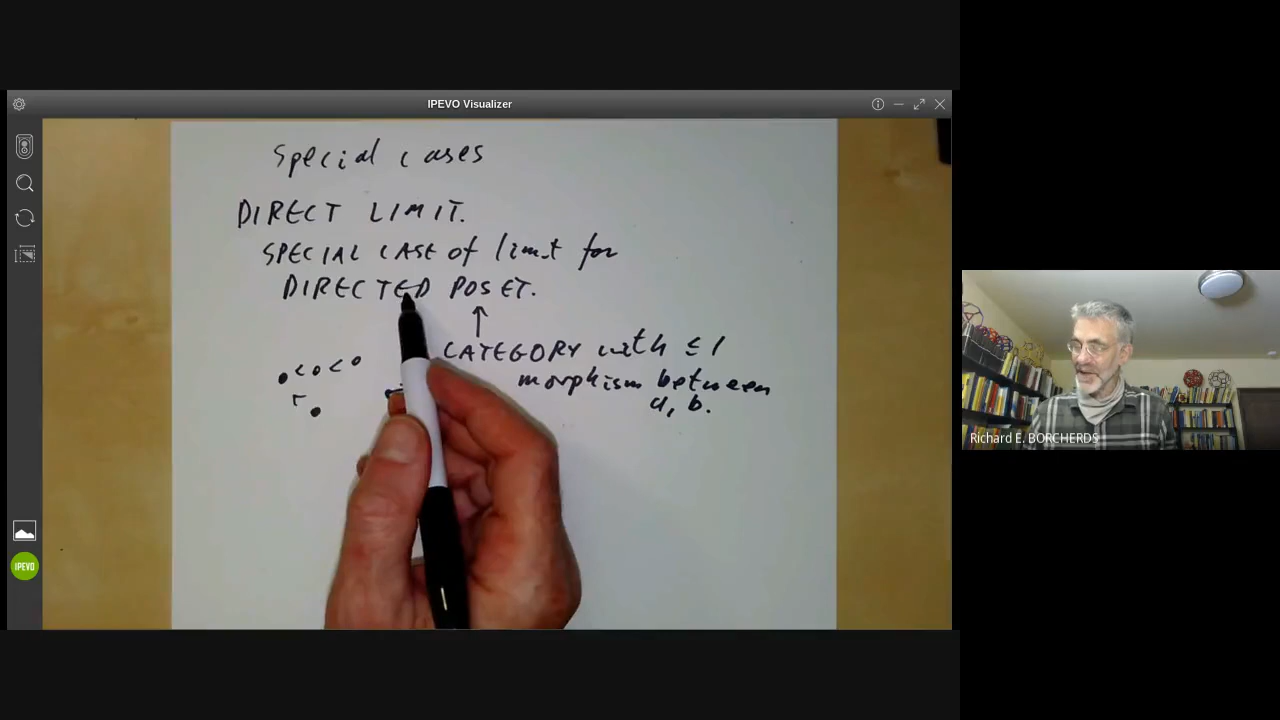 IPEVO Visualizer
Special cases
DIRECT LIMIT.
SPECIAL CASE of limit for
DIRECTED POSET.
↑
CATEGORY with ≤ 1
morphism between
a, b.
IPEVO
Richard E. BORCHERDS